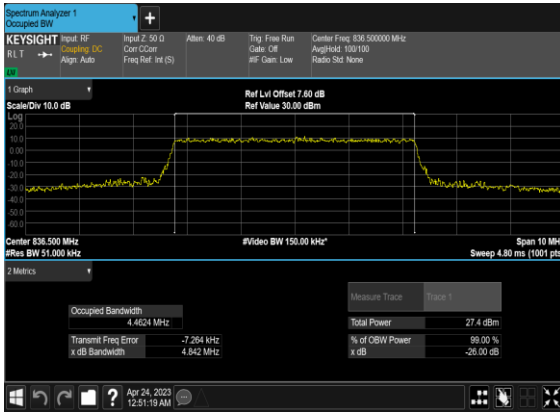 Spectrum Analyzer 1
Occupied BW
+
KEYSIGHT
RLT
Input: RF
Coupling: DC
Align: Auto
Input Z: 50 Ω
Corr CCorr
Freq Ref: Int (S)
Atten: 40 dB
Trig: Free Run
Gate: Off
#IF Gain: Low
Center Freq: 836.500000 MHz
Avg|Hold: 100/100
Radio Std: None
1 Graph
Scale/Div 10.0 dB
Ref Lvl Offset 7.60 dB
Ref Value 30.00 dBm
Log
20.0
10.0
0.00
-10.0
-20.0
-30.0
-40.0
-50.0
-60.0
Center 836.500 MHz
#Res BW 51.000 kHz
#Video BW 150.00 kHz*
Span 10 MH
Sweep 4.80 ms (1001 pts
2 Metrics
Measure Trace
Trace 1
Occupied Bandwidth
4.4624 MHz
Total Power
27.4 dBm
Transmit Freq Error
-7.264 kHz
% of OBW Power
99.00 %
x dB Bandwidth
4.842 MHz
x dB
-26.00 dB
?
Apr 24, 2023
12:51:19 AM